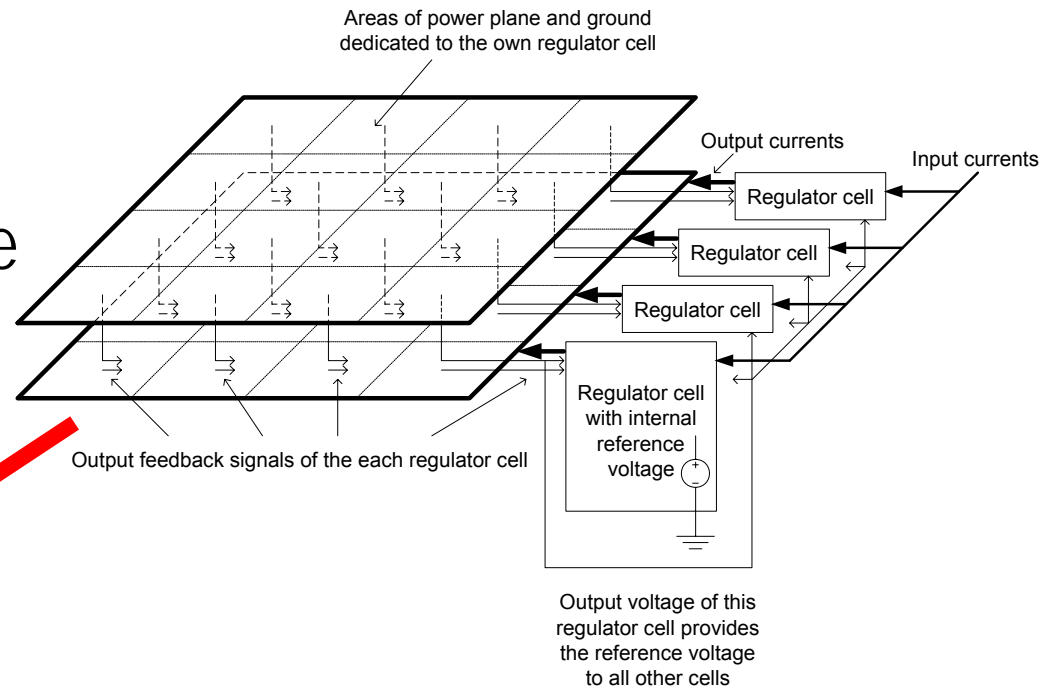 Areas of power plane and ground
dedicated to the own regulator cell
Output currents
Input currents
Regulator cell
e
Regulator cell
Regulator cell
Regulator cell
with internal
reference
voltage
+
−
Output feedback signals of the each regulator cell
Output voltage of this
regulator cell provides
the reference voltage
to all other cells